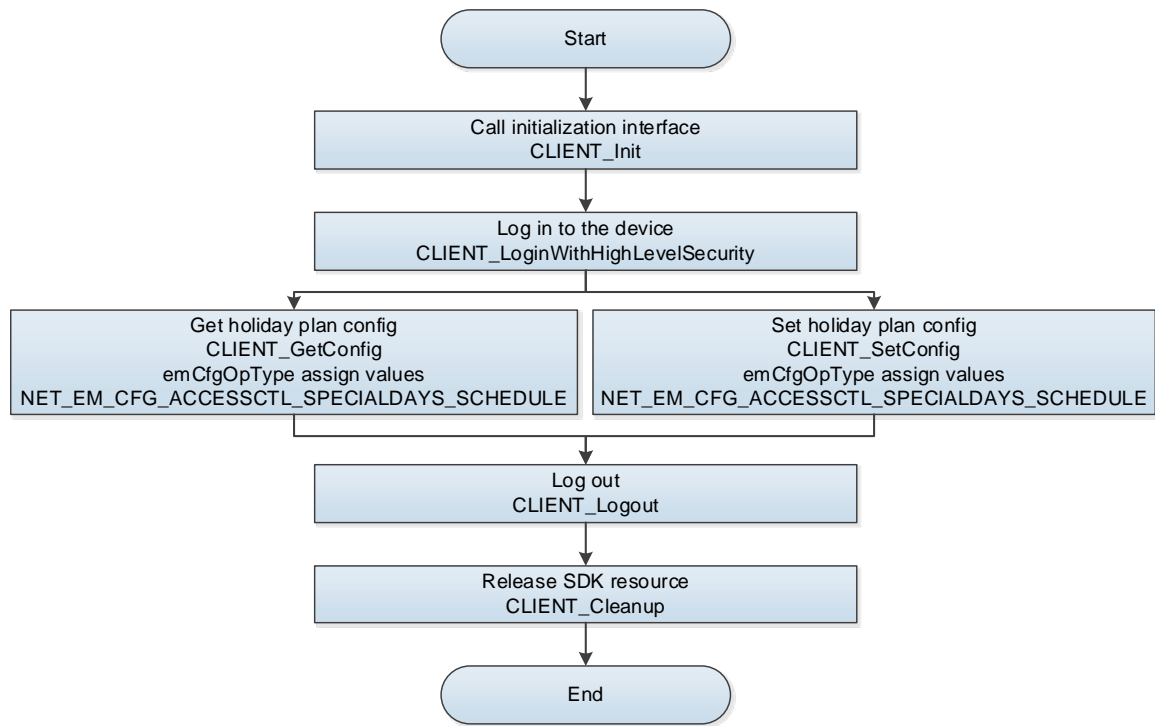 Start
Call initialization interface
CLIENT_Init
Log in to the device
CLIENT_LoginWithHighLevelSecurity
Get holiday plan config
CLIENT_GetConfig
emCfgOpType assign values
NET_EM_CFG_ACCESSCTL_SPECIALDAYS_SCHEDULE
Set holiday plan config
CLIENT_SetConfig
emCfgOpType assign values
NET_EM_CFG_ACCESSCTL_SPECIALDAYS_SCHEDULE
Log out
CLIENT_Logout
Release SDK resource
CLIENT_Cleanup
End